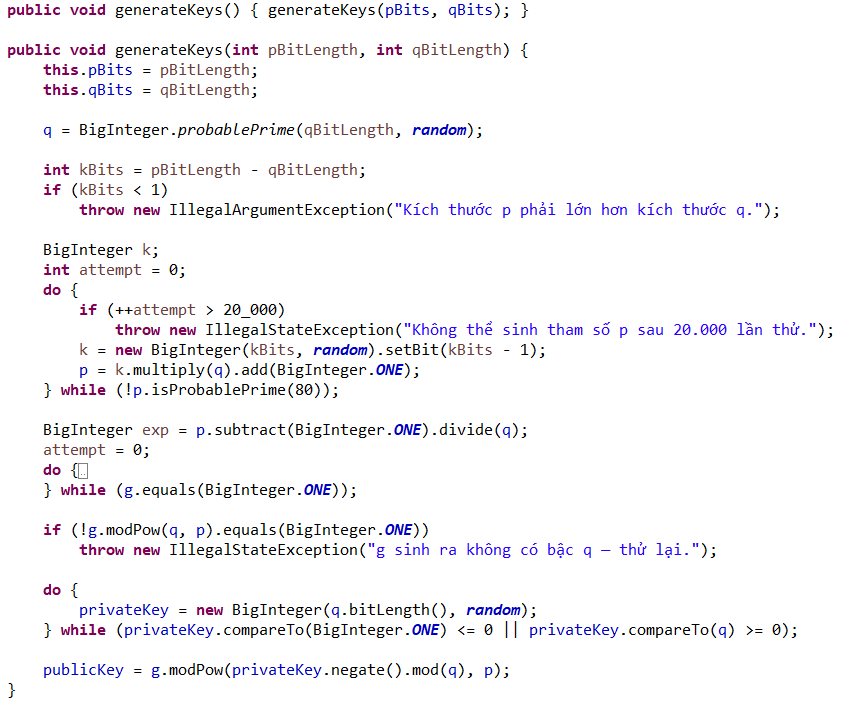 public void generateKeys() { generateKeys(pBits, qBits); }
public void generateKeys(int pBitLength, int qBitLength) {
this.pBits = pBitLength;
this.qBits = qBitLength;
q = BigInteger.probablePrime(qBitLength, random);
int kBits = pBitLength - qBitLength;
if (kBits < 1)
throw new IllegalArgumentException("Kích thước p phải lớn hơn kích thước q.");
BigInteger k;
int attempt = 0;
do {
if (++attempt > 20_000)
throw new IllegalStateException("Không thể sinh tham số p sau 20.000 lần thử.");
k = new BigInteger(kBits, random).setBit(kBits - 1);
p = k.multiply(q).add(BigInteger.ONE);
} while (!p.isProbablePrime(80));
BigInteger exp = p.subtract(BigInteger.ONE).divide(q);
attempt = 0;
do {..
} while (g.equals(BigInteger.ONE));
if (!g.modPow(q, p).equals(BigInteger.ONE))
throw new IllegalStateException("g sinh ra không có bậc q – thử lại.");
do {
privateKey = new BigInteger(q.bitLength(), random);
} while (privateKey.compareTo(BigInteger.ONE) <= 0 || privateKey.compareTo(q) >= 0);
publicKey = g.modPow(privateKey.negate().mod(q), p);
}